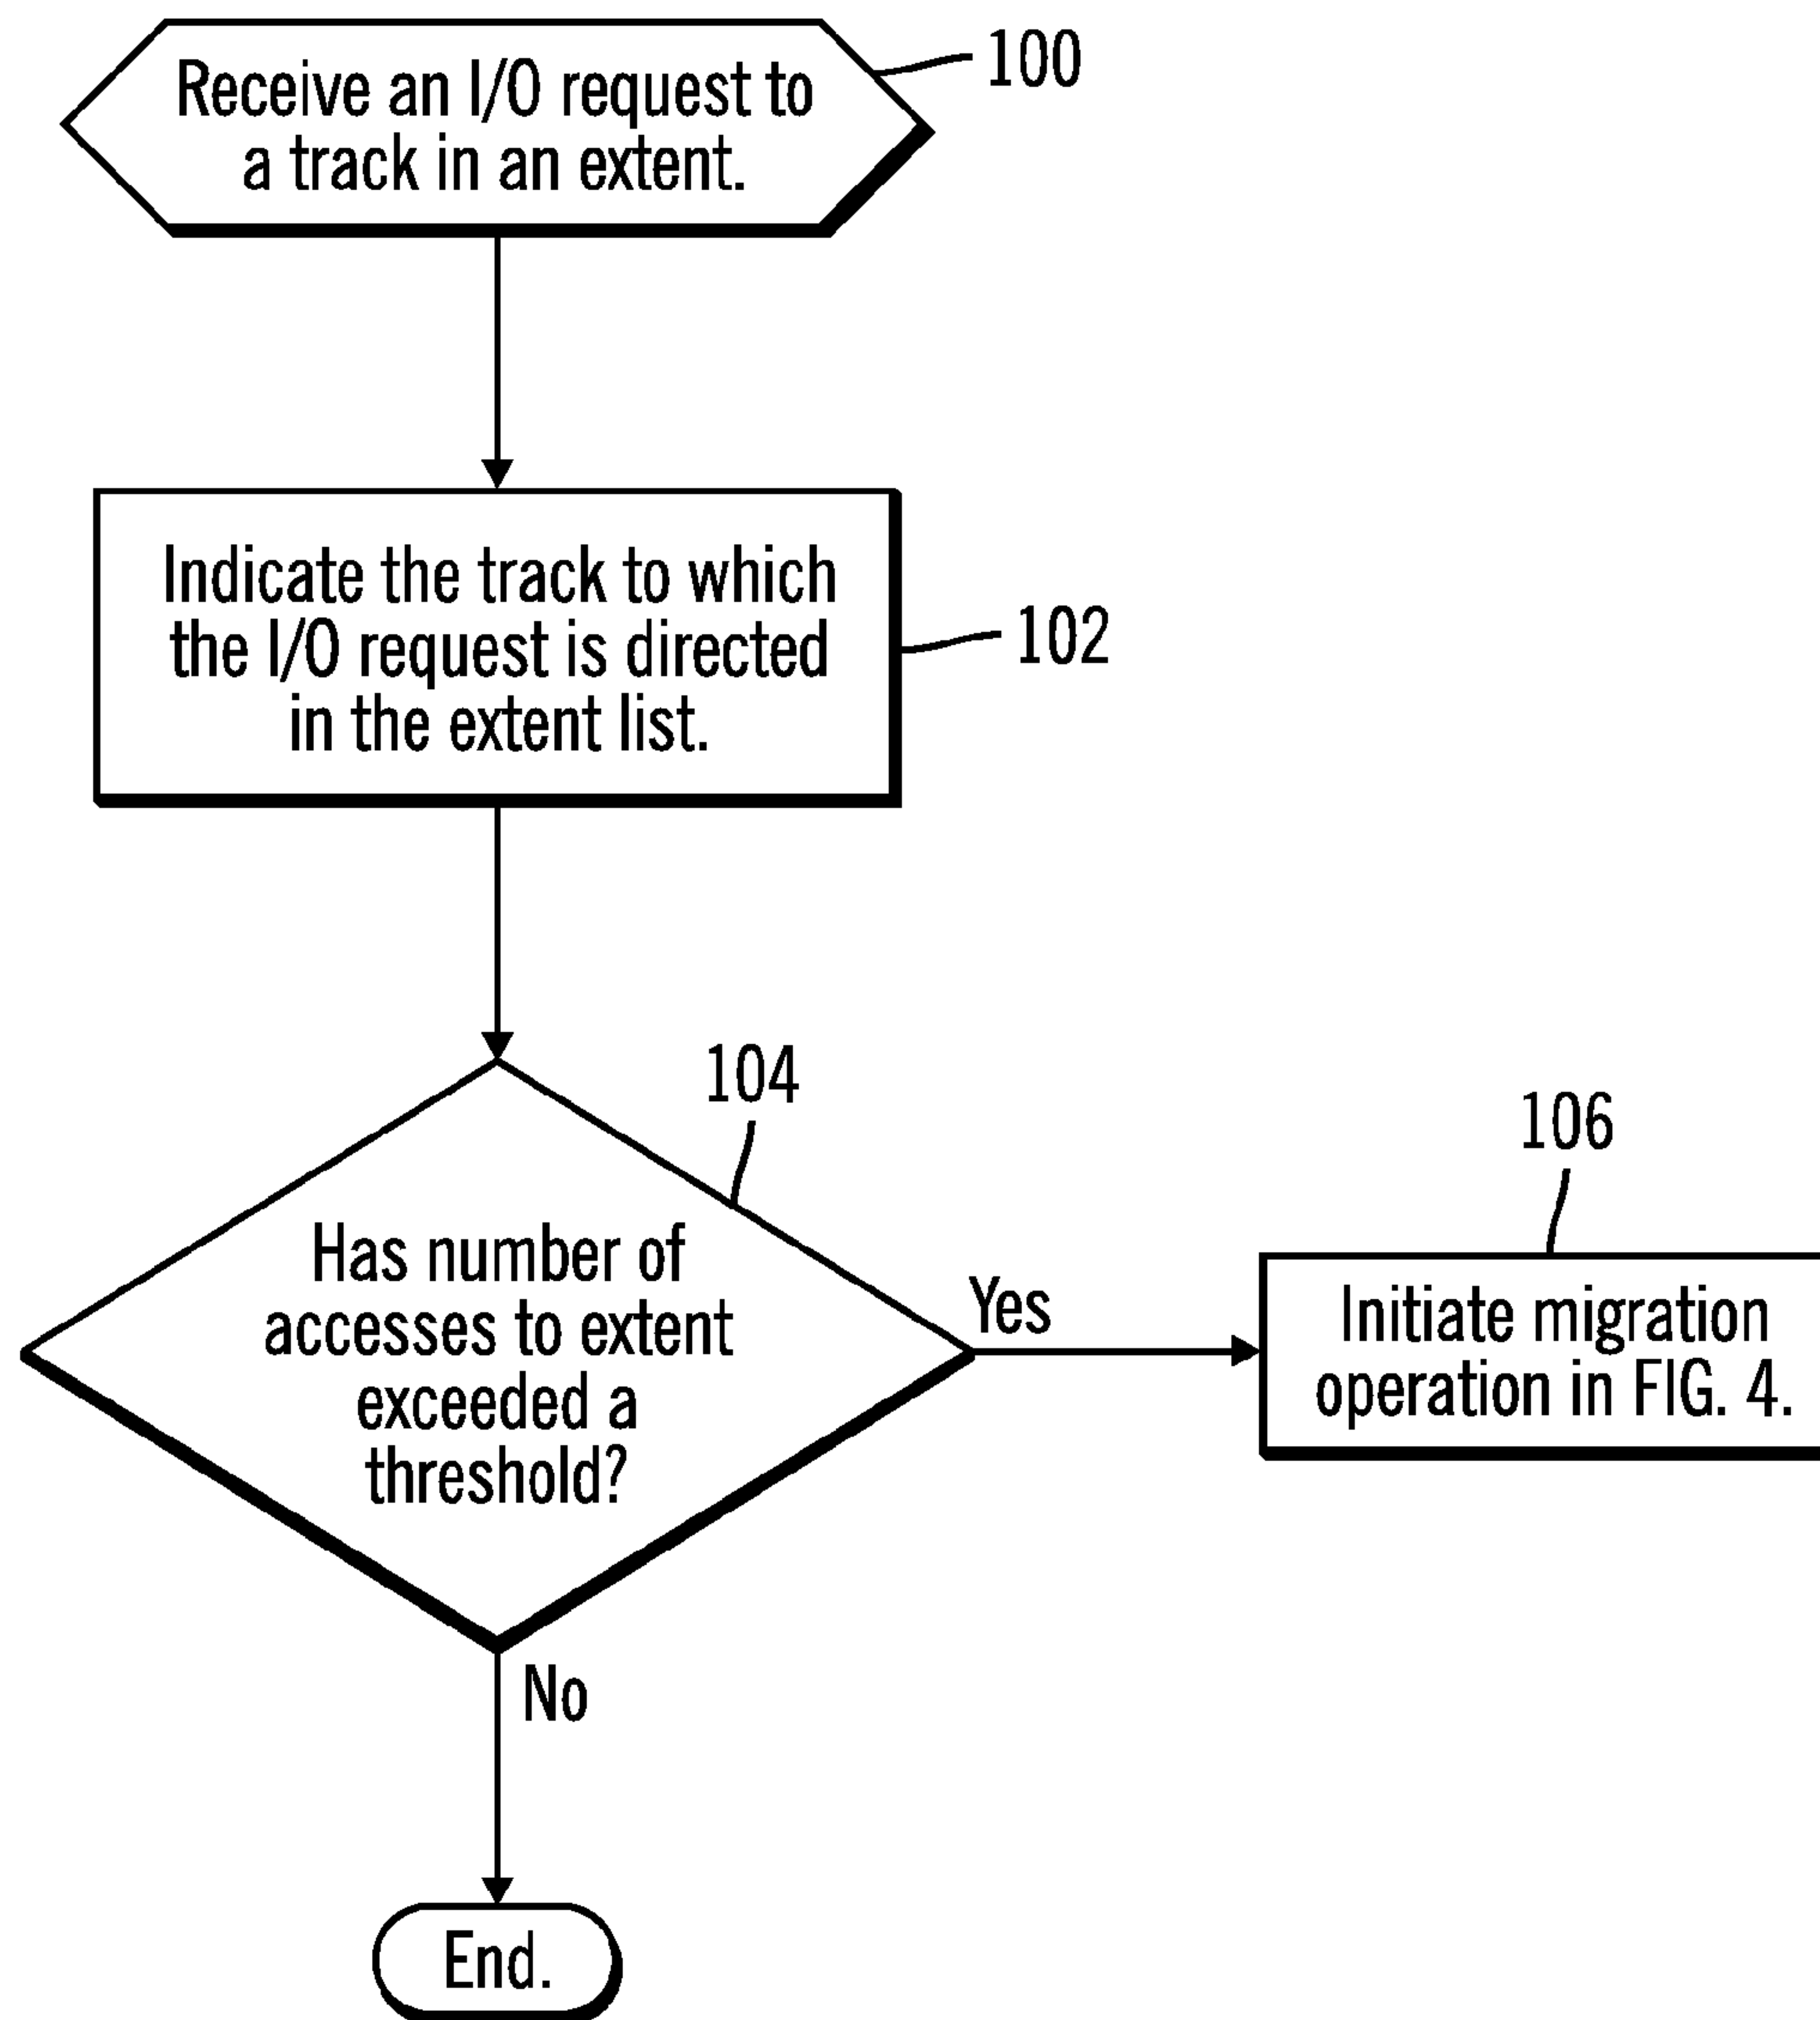 Receive an I/O request to
a track in an extent.
100
Indicate the track to which
the I/O request is directed
in the extent list.
102
104
Has number of
accesses to extent
exceeded a
threshold?
Yes
106
Initiate migration
operation in FIG. 4.
No
End.